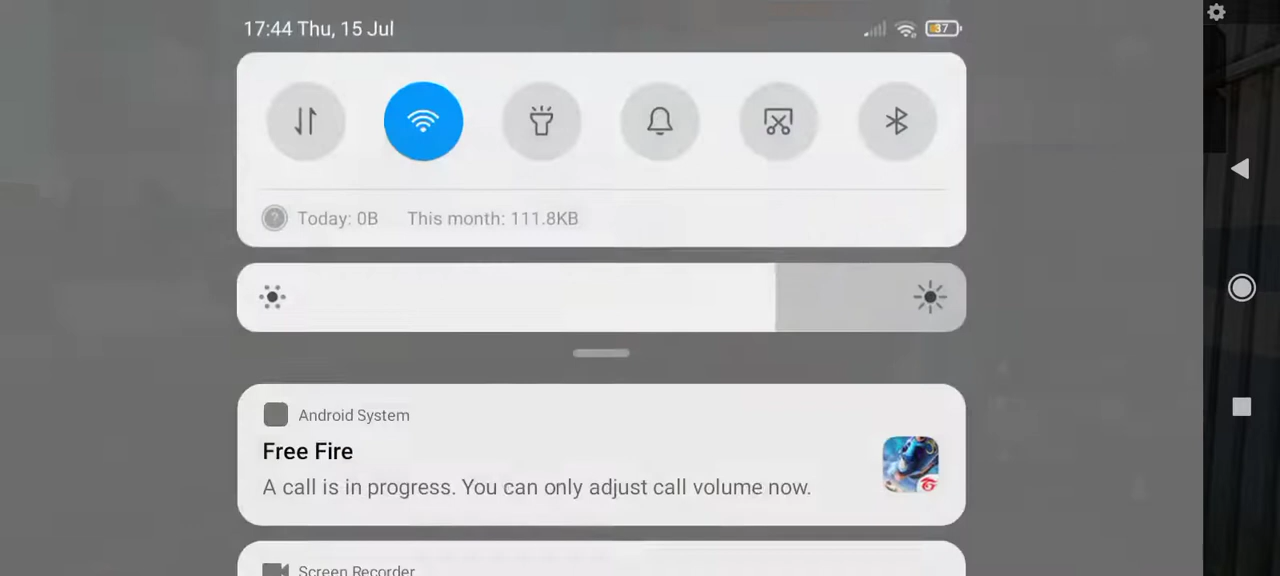 17:44 Thu, 15 Jul
37
Today: 0B This month: 111.8KB
Android System
Free Fire
A call is in progress. You can only adjust call volume now.
Screen Recorder